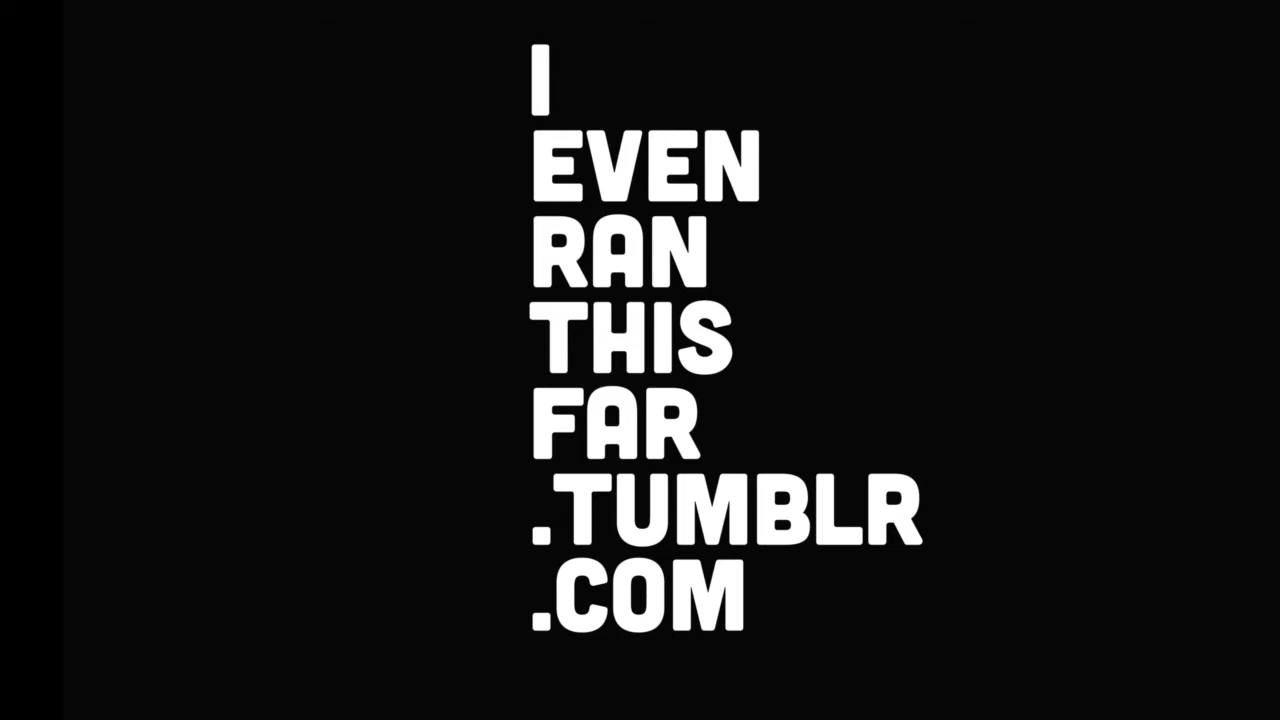 I
EVEN
RAN
THIS
FAR
.TUMBLR
.COM